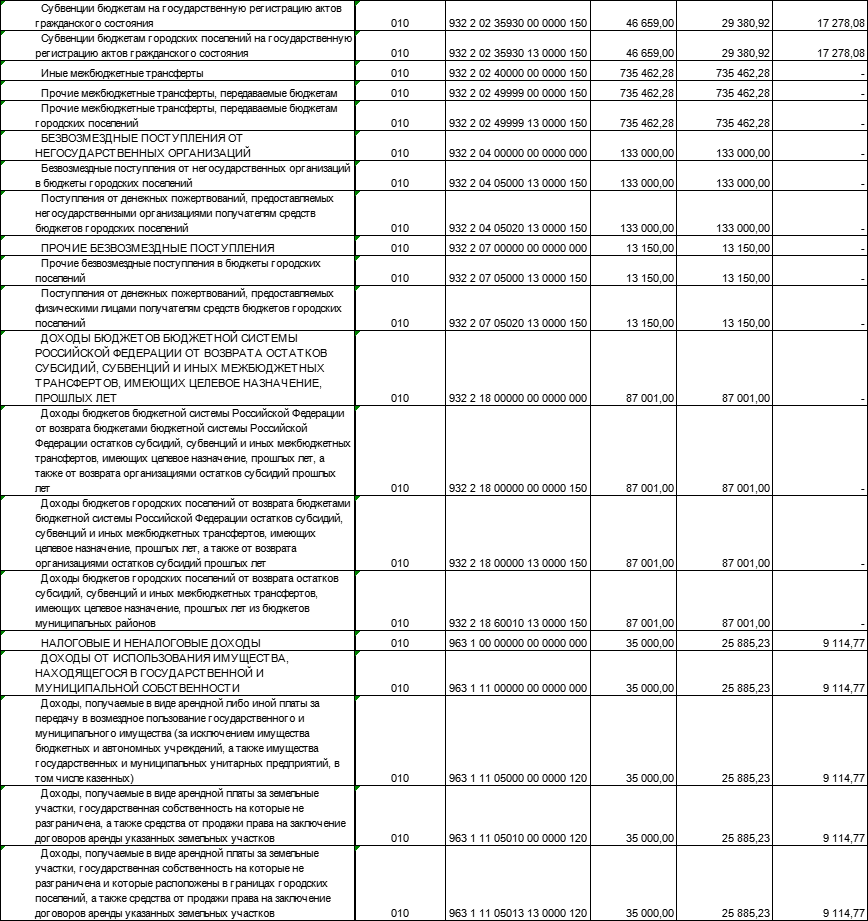 Субвенции бюджетам на государственную регистрацию актов
гражданского состояния 010 932 2 02 35930 00 0000 150 46 659,00 29 380,92 17 278,08
Субвенции бюджетам городских поселений на государственную
регистрацию актов гражданского состояния 010 932 2 02 35930 13 0000 150 46 659,00 29 380,92 17 278,08
Иные межбюджетные трансферты 010 932 2 02 40000 00 0000 150 735 462,28 735 462,28 -
Прочие межбюджетные трансферты, передаваемые бюджетам 010 932 2 02 49999 00 0000 150 735 462,28 735 462,28 -
Прочие межбюджетные трансферты, передаваемые бюджетам
городских поселений 010 932 2 02 49999 13 0000 150 735 462,28 735 462,28 -
БЕЗВОЗМЕЗДНЫЕ ПОСТУПЛЕНИЯ ОТ
НЕГОСУДАРСТВЕННЫХ ОРГАНИЗАЦИЙ 010 932 2 04 00000 00 0000 000 133 000,00 133 000,00 -
Безвозмездные поступления от негосударственных организаций
в бюджеты городских поселений 010 932 2 04 05000 13 0000 150 133 000,00 133 000,00 -
Поступления от денежных пожертвований, предоставляемых
негосударственными организациями получателям средств
бюджетов городских поселений 010 932 2 04 05020 13 0000 150 133 000,00 133 000,00 -
ПРОЧИЕ БЕЗВОЗМЕЗДНЫЕ ПОСТУПЛЕНИЯ 010 932 2 07 00000 00 0000 000 13 150,00 13 150,00 -
Прочие безвозмездные поступления в бюджеты городских
поселений 010 932 2 07 05000 13 0000 150 13 150,00 13 150,00 -
Поступления от денежных пожертвований, предоставляемых
физическими лицами получателям средств бюджетов городских
поселений 010 932 2 07 05020 13 0000 150 13 150,00 13 150,00 -
ДОХОДЫ БЮДЖЕТОВ БЮДЖЕТНОЙ СИСТЕМЫ
РОССИЙСКОЙ ФЕДЕРАЦИИ ОТ ВОЗВРАТА ОСТАТКОВ
СУБСИДИЙ, СУБВЕНЦИЙ И ИНЫХ МЕЖБЮДЖЕТНЫХ
ТРАНСФЕРТОВ, ИМЕЮЩИХ ЦЕЛЕВОЕ НАЗНАЧЕНИЕ,
ПРОШЛЫХ ЛЕТ 010 932 2 18 00000 00 0000 000 87 001,00 87 001,00 -
Доходы бюджетов бюджетной системы Российской Федерации
от возврата бюджетами бюджетной системы Российской
Федерации остатков субсидий, субвенций и иных межбюджетных
трансфертов, имеющих целевое назначение, прошлых лет, а
также от возврата организациями остатков субсидий прошлых
лет 010 932 2 18 00000 00 0000 150 87 001,00 87 001,00 -
Доходы бюджетов городских поселений от возврата бюджетами
бюджетной системы Российской Федерации остатков субсидий,
субвенций и иных межбюджетных трансфертов, имеющих
целевое назначение, прошлых лет, а также от возврата
организациями остатков субсидий прошлых лет 010 932 2 18 00000 13 0000 150 87 001,00 87 001,00 -
Доходы бюджетов городских поселений от возврата остатков
субсидий, субвенций и иных межбюджетных трансфертов,
имеющих целевое назначение, прошлых лет из бюджетов
муниципальных районов 010 932 2 18 60010 13 0000 150 87 001,00 87 001,00 -
НАЛОГОВЫЕ И НЕНАЛОГОВЫЕ ДОХОДЫ 010 963 1 00 00000 00 0000 000 35 000,00 25 885,23 9 114,77
ДОХОДЫ ОТ ИСПОЛЬЗОВАНИЯ ИМУЩЕСТВА,
НАХОДЯЩЕГОСЯ В ГОСУДАРСТВЕННОЙ И
МУНИЦИПАЛЬНОЙ СОБСТВЕННОСТИ 010 963 1 11 00000 00 0000 000 35 000,00 25 885,23 9 114,77
Доходы, получаемые в виде арендной либо иной платы за
передачу в возмездное пользование государственного и
муниципального имущества (за исключением имущества
бюджетных и автономных учреждений, а также имущества
государственных и муниципальных унитарных предприятий, в
том числе казенных) 010 963 1 11 05000 00 0000 120 35 000,00 25 885,23 9 114,77
Доходы, получаемые в виде арендной платы за земельные
участки, государственная собственность на которые не
разграничена, а также средства от продажи права на заключение
договоров аренды указанных земельных участков 010 963 1 11 05010 00 0000 120 35 000,00 25 885,23 9 114,77
Доходы, получаемые в виде арендной платы за земельные
участки, государственная собственность на которые не
разграничена и которые расположены в границах городских
поселений, а также средства от продажи права на заключение
договоров аренды указанных земельных участков 010 963 1 11 05013 13 0000 120 35 000,00 25 885,23 9 114,77